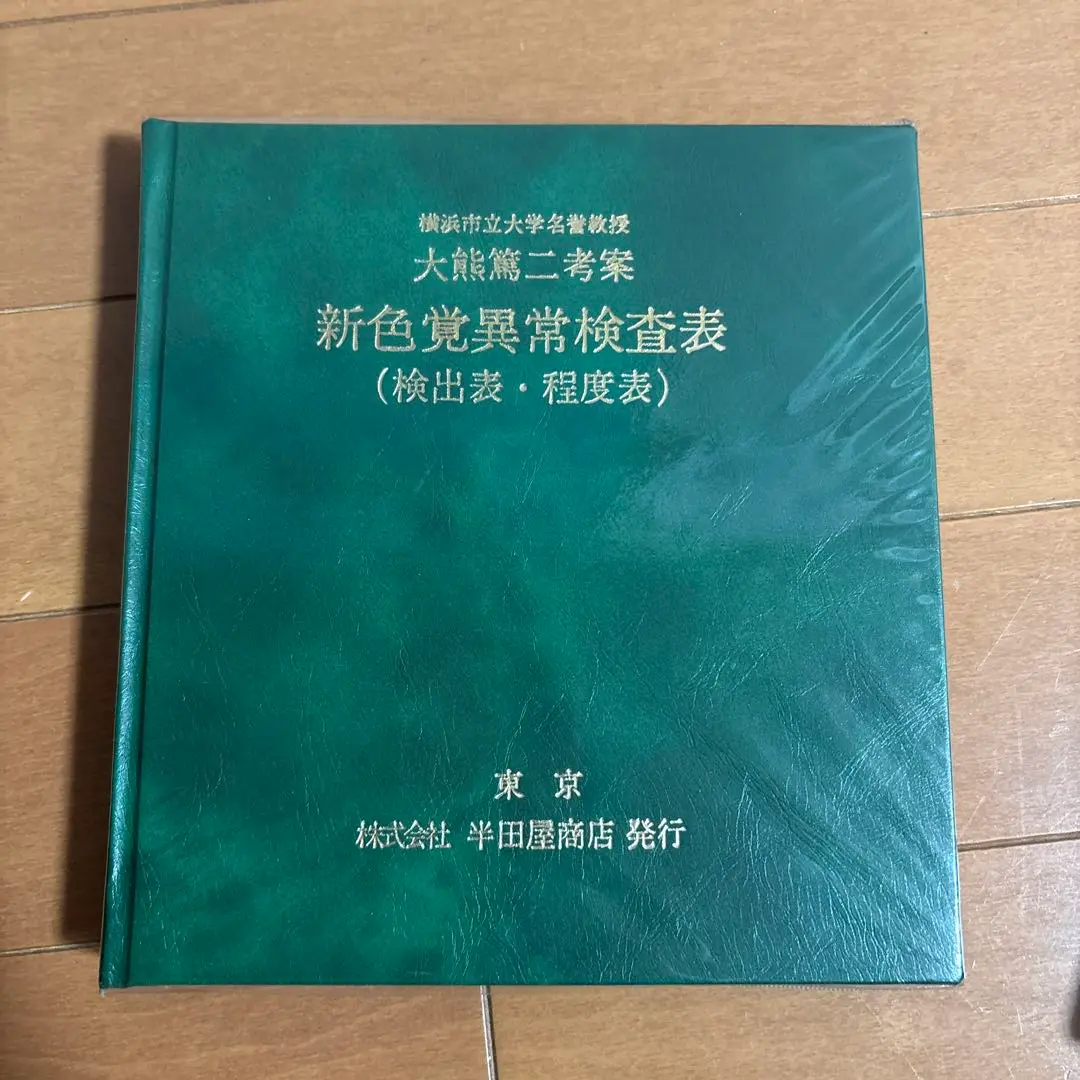 横浜市立大学名誉教授
大熊篤二考案
新色覚異常検査表
(検出表・程度表)
東京
株式会社 半田屋商店 発行